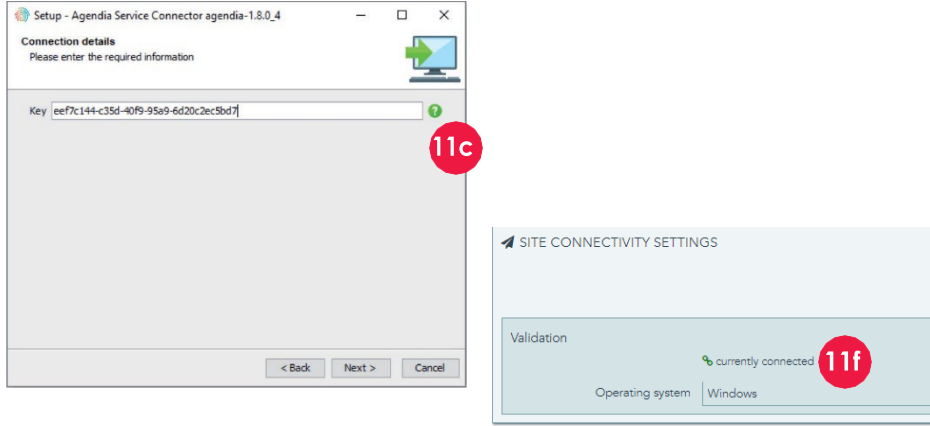 Setup - Agendia Service Connector agendia-1.8.0_4
Connection details
Please enter the required information
Key eef7c144-c35d-40f9-95a9-6d20c2ec5bd7
11c
< Back Next > Cancel
SITE CONNECTIVITY SETTINGS
Validation
currently connected 11f
Operating system Windows